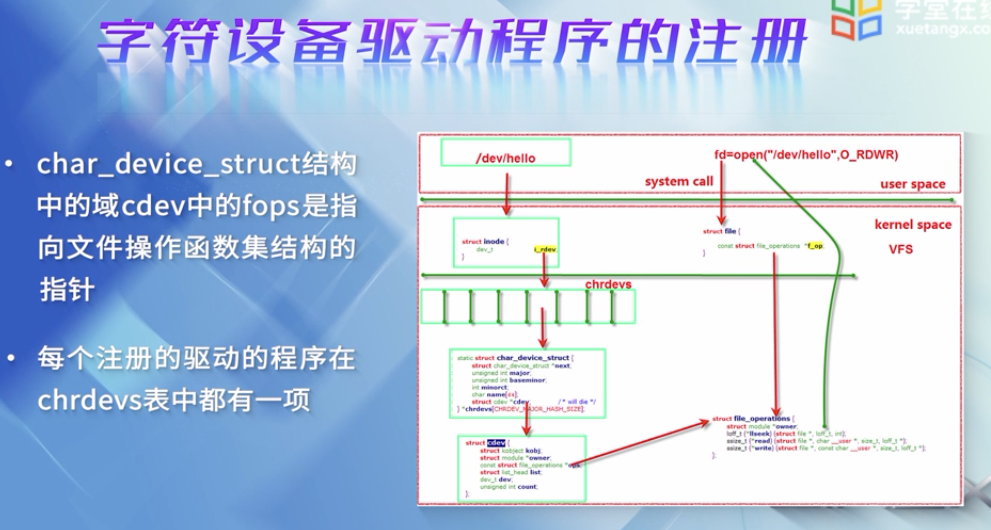 字符设备驱动程序的注册
学堂在线
xuetangx.co
• char_device_struct结构
中的域cdev中的fops是指
向文件操作函数集结构的
指针
• 每个注册的驱动的程序在
chrdevs表中都有一项
/dev/hello
fd=open("/dev/hello",O_RDWR)
system call
user space
struct inode {
dev_t i_rdev
}
struct file {
const struct file_operations *f_op
}
kernel space
VFS
chrdevs
static struct char_device_struct {
struct char_device_struct *next;
unsigned int major;
unsigned int baseminor;
int minorct;
char name[64];
struct cdev *cdev; /* will die */
} *chrdevs[CHRDEV_MAJOR_HASH_SIZE];
struct cdev {
struct kobject kobj;
struct module *owner;
const struct file_operations *ops;
struct list_head list;
dev_t dev;
unsigned int count;
};
struct file_operations {
struct module *owner;
loff_t (*llseek) (struct file *, loff_t, int);
ssize_t (*read) (struct file *, char __user *, size_t, loff_t *);
ssize_t (*write) (struct file *, const char __user *, size_t, loff_t *);
};